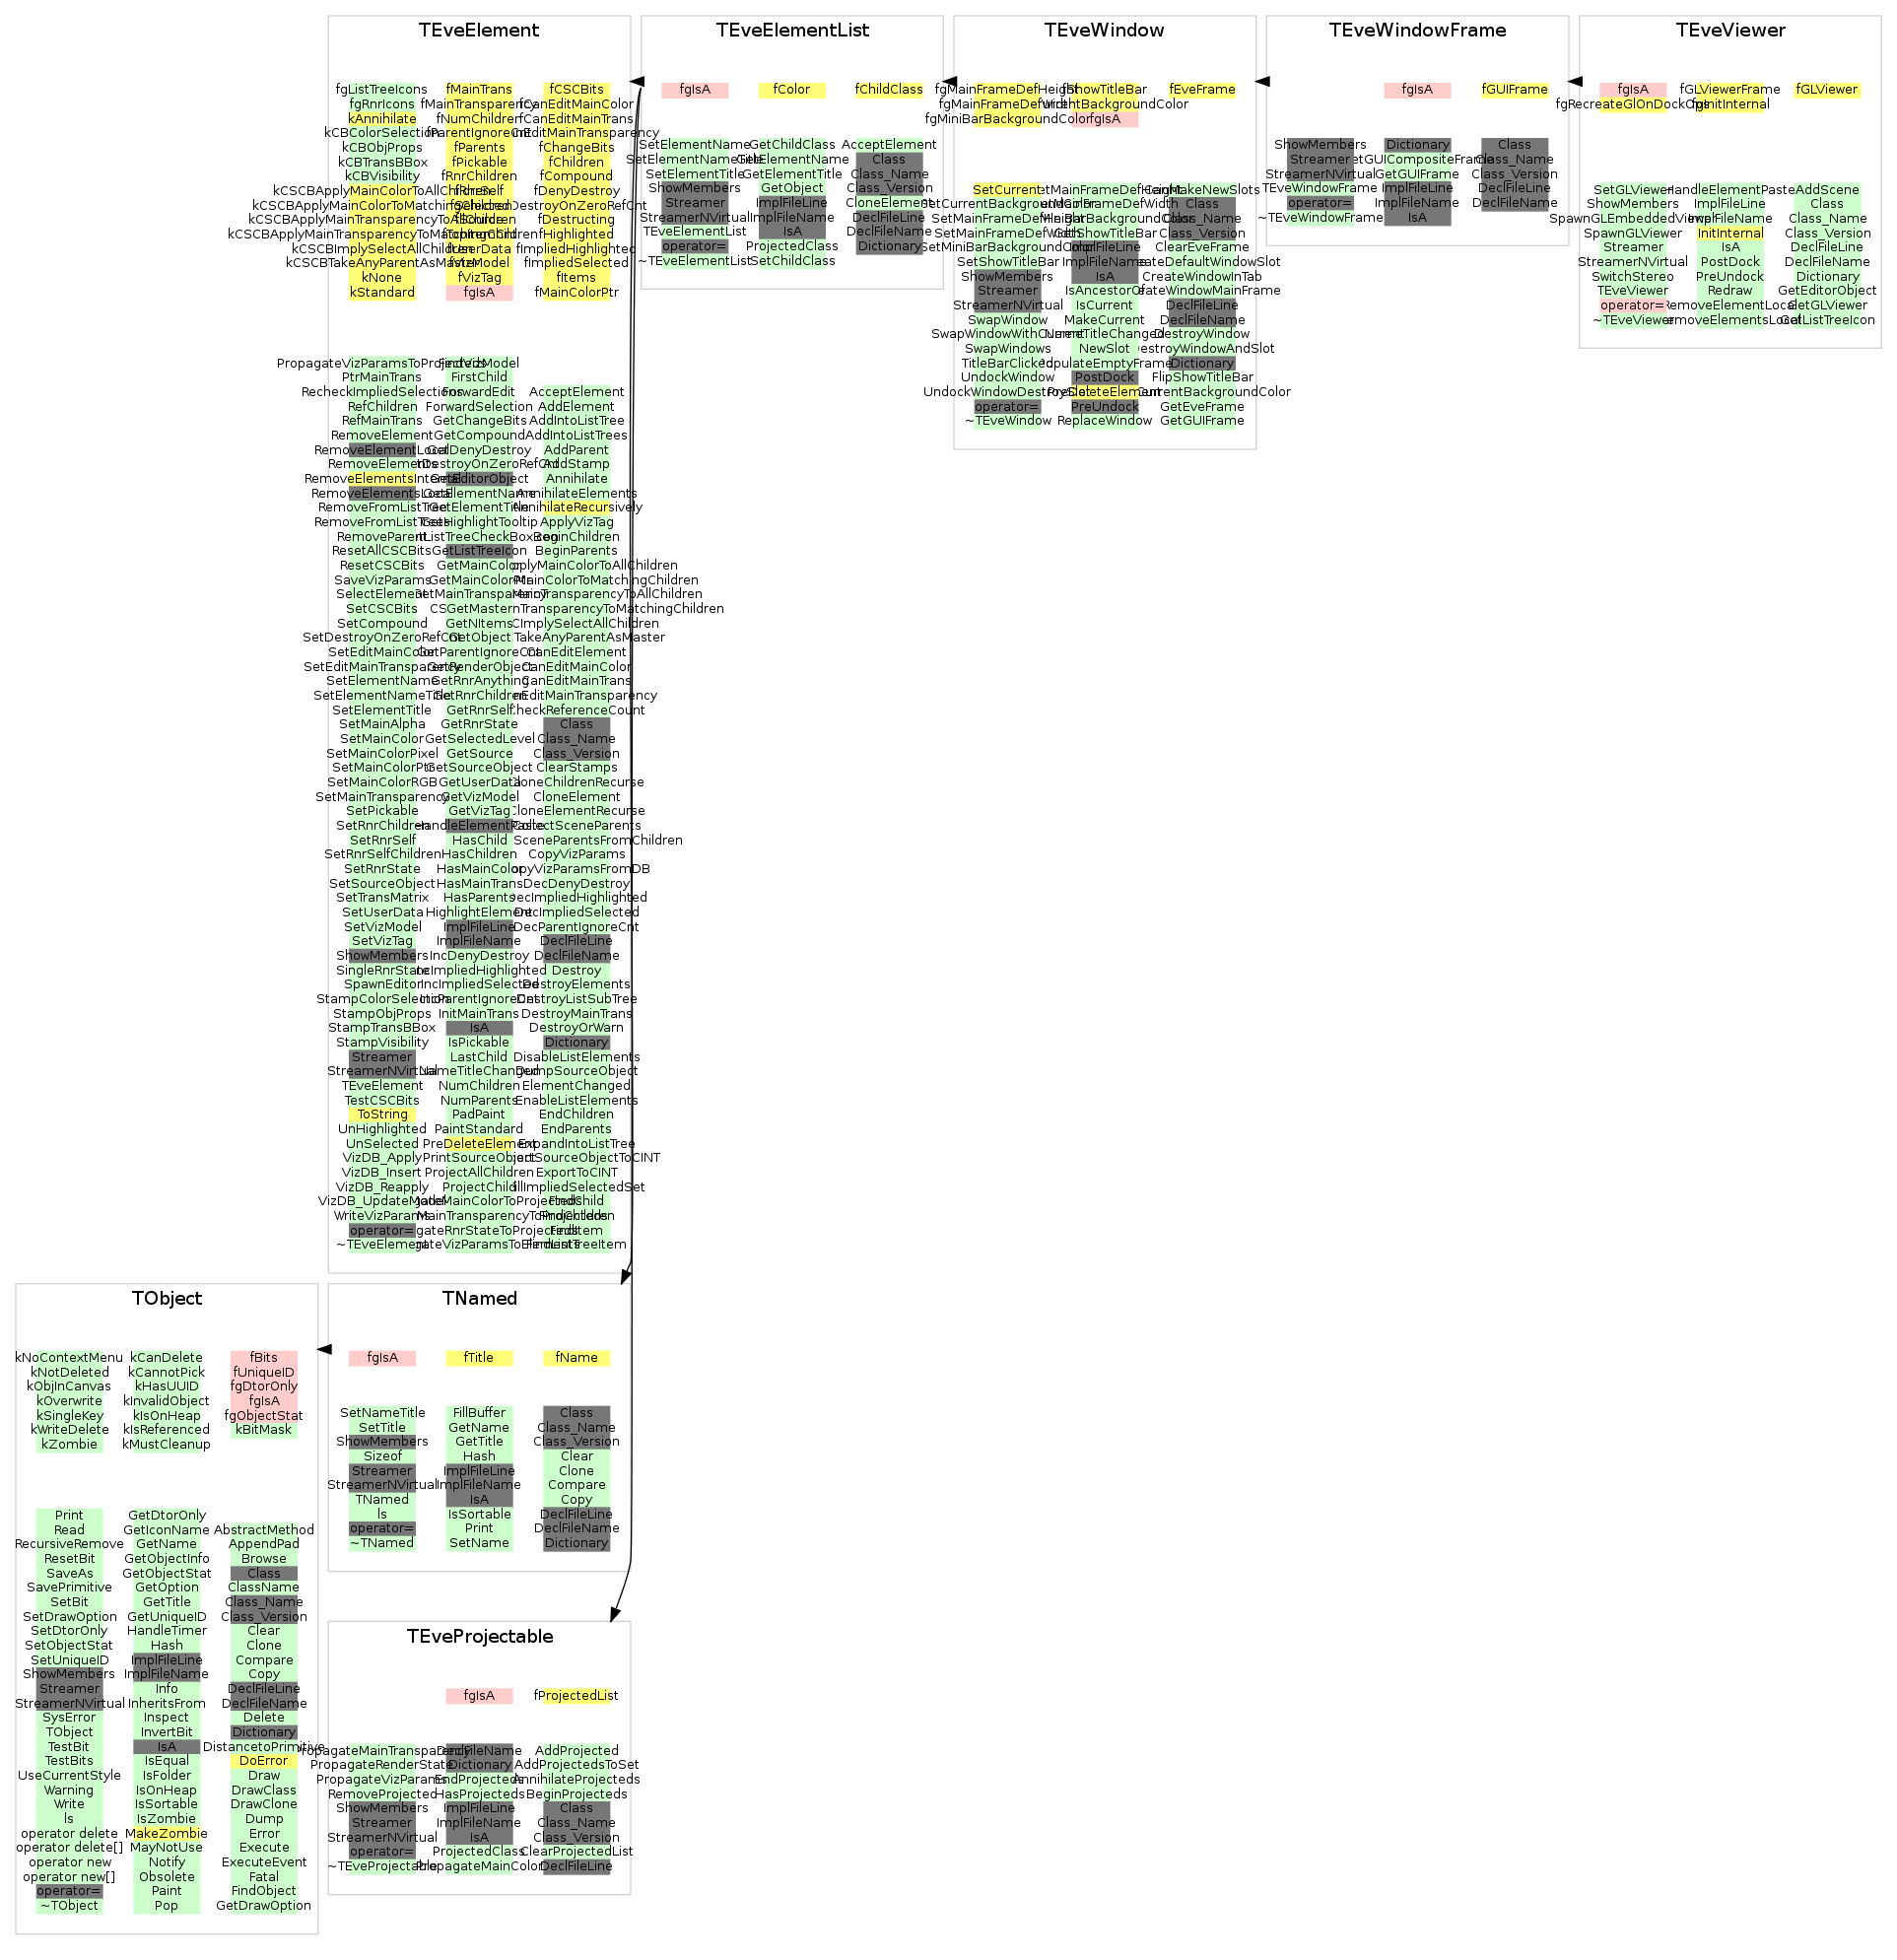 TEveElement
fgListTreeIcons
fgRnrIcons
kAnnihilate
kCBColorSelection
kCBObjProps
kCBTransBBox
kCBVisibility
kCSCBApplyMainColorToAllChildren
kCSCBApplyMainColorToMatchingChildren
kCSCBApplyMainTransparencyToAllChildren
kCSCBApplyMainTransparencyToMatchingChildren
kCSCBImplySelectAllChildren
kCSCBTakeAnyParentAsMaster
kNone
kStandard
fMainTrans
fMainTransparency
fNumChildren
fParentIgnoreCnt
fParents
fPickable
fRnrChildren
fRnrSelf
fSelected
fSource
fUserData
fVizModel
fVizTag
fgIsA
fCSCBits
fCanEditMainColor
fCanEditMainTrans
fChangeBits
fChildren
fCompound
fDenyDestroy
fDestroyOnZeroRefCnt
fDestructing
fHighlighted
fImpliedHighlighted
fImpliedSelected
fItems
fMainColorPtr
PropagateVizParamsToProjecteds
PtrMainTrans
RecheckImpliedSelections
RefChildren
RefMainTrans
RemoveElement
RemoveElementLocal
RemoveElements
RemoveElementsInternal
RemoveElementsLocal
RemoveFromListTree
RemoveFromListTrees
RemoveParent
ResetAllCSCBits
ResetCSCBits
SaveVizParams
SelectElement
SetCSCBits
SetCompound
SetDestroyOnZeroRefCnt
SetEditMainColor
SetEditMainTransparency
SetElementName
SetElementNameTitle
SetElementTitle
SetMainAlpha
SetMainColor
SetMainColorPixel
SetMainColorPtr
SetMainColorRGB
SetMainTransparency
SetPickable
SetRnrChildren
SetRnrSelf
SetRnrSelfChildren
SetRnrState
SetSourceObject
SetTransMatrix
SetUserData
SetVizModel
SetVizTag
ShowMembers
SingleRnrState
SpawnEditor
StampColorSelection
StampObjProps
StampTransBBox
StampVisibility
Streamer
StreamerNVirtual
TEveElement
TestCSCBits
ToString
UnHighlighted
UnSelected
VizDB_Apply
VizDB_Insert
VizDB_Reapply
VizDB_UpdateModel
WriteVizParams
operator=
~TEveElement
FindVizModel
FirstChild
ForwardEdit
ForwardSelection
GetChangeBits
GetCompound
GetDenyDestroy
GetEditorObject
GetElementName
GetElementTitle
GetHighlightTooltip
GetListTreeIcon
GetMainColor
GetMainColorPtr
GetMainTransparency
GetMaster
GetNItems
GetObject
GetParentIgnoreCnt
GetRenderObject
GetRnrAnything
GetRnrChildren
GetRnrSelf
GetRnrState
GetSelectedLevel
GetSource
GetSourceObject
GetUserData
GetVizModel
GetVizTag
HandleElementPaste
HasChild
HasChildren
HasMainColor
HasMainTrans
HasParents
HighlightElement
ImplFileLine
ImplFileName
IncDenyDestroy
IncImpliedHighlighted
IncImpliedSelected
IncParentIgnoreCnt
InitMainTrans
IsA
IsPickable
LastChild
NameTitleChanged
NumChildren
NumParents
PadPaint
PaintStandard
PreDeleteElement
PrintSourceObject
ProjectAllChildren
ProjectChild
AcceptElement
AddElement
AddIntoListTree
AddIntoListTrees
AddParent
AddStamp
Annihilate
AnnihilateElements
AnnihilateRecursively
ApplyVizTag
BeginChildren
BeginParents
CanEditElement
CanEditMainColor
CanEditMainTrans
CanEditMainTransparency
CheckReferenceCount
Class
Class_Name
Class_Version
ClearStamps
CloneChildrenRecurse
CloneElement
CloneElementRecurse
CollectSceneParents
CopyVizParams
CopyVizParamsFromDB
DecDenyDestroy
DecImpliedHighlighted
DecImpliedSelected
DecParentIgnoreCnt
DeclFileLine
DeclFileName
Destroy
DestroyElements
DestroyListSubTree
DestroyMainTrans
DestroyOrWarn
Dictionary
DisableListElements
DumpSourceObject
ElementChanged
EnableListElements
EndChildren
EndParents
ExpandIntoListTree
ExportToCINT
FillImpliedSelectedSet
FindChild
FindChildren
FindItem
FindListTreeItem
TEveElementList
fgIsA
fColor
fChildClass
SetElementName
SetElementNameTitle
SetElementTitle
ShowMembers
Streamer
StreamerNVirtual
TEveElementList
operator=
~TEveElementList
GetChildClass
GetElementName
GetElementTitle
GetObject
ImplFileLine
ImplFileName
IsA
ProjectedClass
SetChildClass
AcceptElement
Class
Class_Name
Class_Version
CloneElement
DeclFileLine
DeclFileName
Dictionary
TEveWindow
fgMainFrameDefHeight
fgMainFrameDefWidth
fgMiniBarBackgroundColor
fShowTitleBar
fgIsA
fEveFrame
SetCurrent
SetCurrentBackgroundColor
SetMainFrameDefHeight
SetMainFrameDefWidth
SetMiniBarBackgroundColor
SetShowTitleBar
ShowMembers
Streamer
StreamerNVirtual
SwapWindow
SwapWindowWithCurrent
SwapWindows
TitleBarClicked
UndockWindow
UndockWindowDestroySlot
operator=
~TEveWindow
GetMainFrameDefHeight
GetMainFrameDefWidth
GetMiniBarBackgroundColor
GetShowTitleBar
ImplFileLine
ImplFileName
IsA
IsAncestorOf
IsCurrent
MakeCurrent
NameTitleChanged
NewSlot
PopulateEmptyFrame
PostDock
PreDeleteElement
PreUndock
ReplaceWindow
CanMakeNewSlots
Class
Class_Name
Class_Version
ClearEveFrame
CreateDefaultWindowSlot
CreateWindowInTab
CreateWindowMainFrame
DeclFileLine
DeclFileName
DestroyWindow
DestroyWindowAndSlot
Dictionary
FlipShowTitleBar
GetCurrentBackgroundColor
GetEveFrame
GetGUIFrame
TEveWindowFrame
fgIsA
fGUIFrame
ShowMembers
Streamer
StreamerNVirtual
TEveWindowFrame
operator=
~TEveWindowFrame
Dictionary
GetGUICompositeFrame
GetGUIFrame
ImplFileLine
ImplFileName
IsA
Class
Class_Name
Class_Version
DeclFileLine
DeclFileName
TEveViewer
fgIsA
fgRecreateGlOnDockOps
fGLViewerFrame
fgInitInternal
fGLViewer
SetGLViewer
ShowMembers
SpawnGLEmbeddedViewer
SpawnGLViewer
Streamer
StreamerNVirtual
SwitchStereo
TEveViewer
operator=
~TEveViewer
HandleElementPaste
ImplFileLine
ImplFileName
InitInternal
IsA
PostDock
PreUndock
Redraw
RemoveElementLocal
RemoveElementsLocal
AddScene
Class
Class_Name
Class_Version
DeclFileLine
DeclFileName
Dictionary
GetEditorObject
GetGLViewer
GetListTreeIcon
TObject
kNoContextMenu
kNotDeleted
kObjInCanvas
kOverwrite
kSingleKey
kWriteDelete
kZombie
kCanDelete
kCannotPick
kHasUUID
kInvalidObject
kIsOnHeap
kIsReferenced
kMustCleanup
fBits
fUniqueID
fgDtorOnly
fgIsA
fgObjectStat
kBitMask
Print
Read
RecursiveRemove
ResetBit
SaveAs
SavePrimitive
SetBit
SetDrawOption
SetDtorOnly
SetObjectStat
SetUniqueID
ShowMembers
Streamer
StreamerNVirtual
SysError
TObject
TestBit
TestBits
UseCurrentStyle
Warning
Write
ls
operator delete
operator delete[]
operator new
operator new[]
operator=
~TObject
GetDtorOnly
GetIconName
GetName
GetObjectInfo
GetObjectStat
GetOption
GetTitle
GetUniqueID
HandleTimer
Hash
ImplFileLine
ImplFileName
Info
InheritsFrom
Inspect
InvertBit
IsA
IsEqual
IsFolder
IsOnHeap
IsSortable
IsZombie
MakeZombie
MayNotUse
Notify
Obsolete
Paint
Pop
AbstractMethod
AppendPad
Browse
Class
ClassName
Class_Name
Class_Version
Clear
Clone
Compare
Copy
DeclFileLine
DeclFileName
Delete
Dictionary
DistancetoPrimitive
DoError
Draw
DrawClass
DrawClone
Dump
Error
Execute
ExecuteEvent
Fatal
FindObject
GetDrawOption
TNamed
fgIsA
fTitle
fName
SetNameTitle
SetTitle
ShowMembers
Sizeof
Streamer
StreamerNVirtual
TNamed
ls
operator=
~TNamed
FillBuffer
GetName
GetTitle
Hash
ImplFileLine
ImplFileName
IsA
IsSortable
Print
SetName
Class
Class_Name
Class_Version
Clear
Clone
Compare
Copy
DeclFileLine
DeclFileName
Dictionary
TEveProjectable
fgIsA
fProjectedList
PropagateMainTransparency
PropagateRenderState
PropagateVizParams
RemoveProjected
ShowMembers
Streamer
StreamerNVirtual
operator=
~TEveProjectable
DeclFileName
Dictionary
EndProjecteds
HasProjecteds
ImplFileLine
ImplFileName
IsA
ProjectedClass
PropagateMainColor
AddProjected
AddProjectedsToSet
AnnihilateProjecteds
BeginProjecteds
Class
Class_Name
Class_Version
ClearProjectedList
DeclFileLine